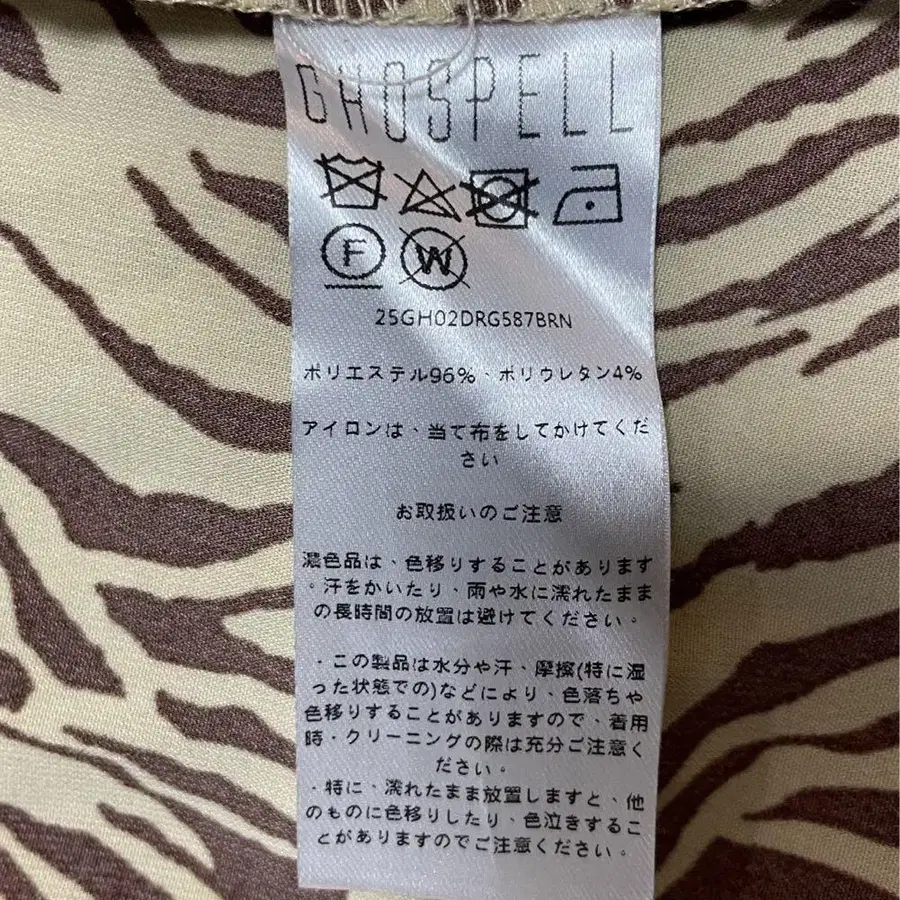 GHOSPELL
F W
25GH02DRG587BRN
ポリエステル96%、ポリウレタン4%
アイロンは、当て布をしてかけてくだ
さい
お取扱いのご注意
濃色品は、色移りすることがあります
。汗をかいたり、雨や水に濡れたまま
の長時間の放置は避けてください。
・この製品は水分や汗、摩擦(特に湿
った状態での)などにより、色落ちや
色移りすることがありますので、着用
時・クリーニングの際は充分ご注意く
ださい。
・特に、濡れたまま放置しますと、他
のものに色移りしたり、色泣きするこ
とがありますのでご注意ください。